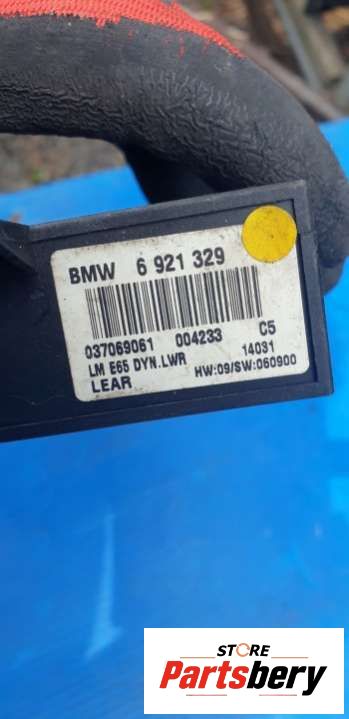 BMW 6 921 329
037069061 004233 C5
LM E65 DYN.LWR 14031
LEAR HW:09/SW:060900
STORE
Partsbery